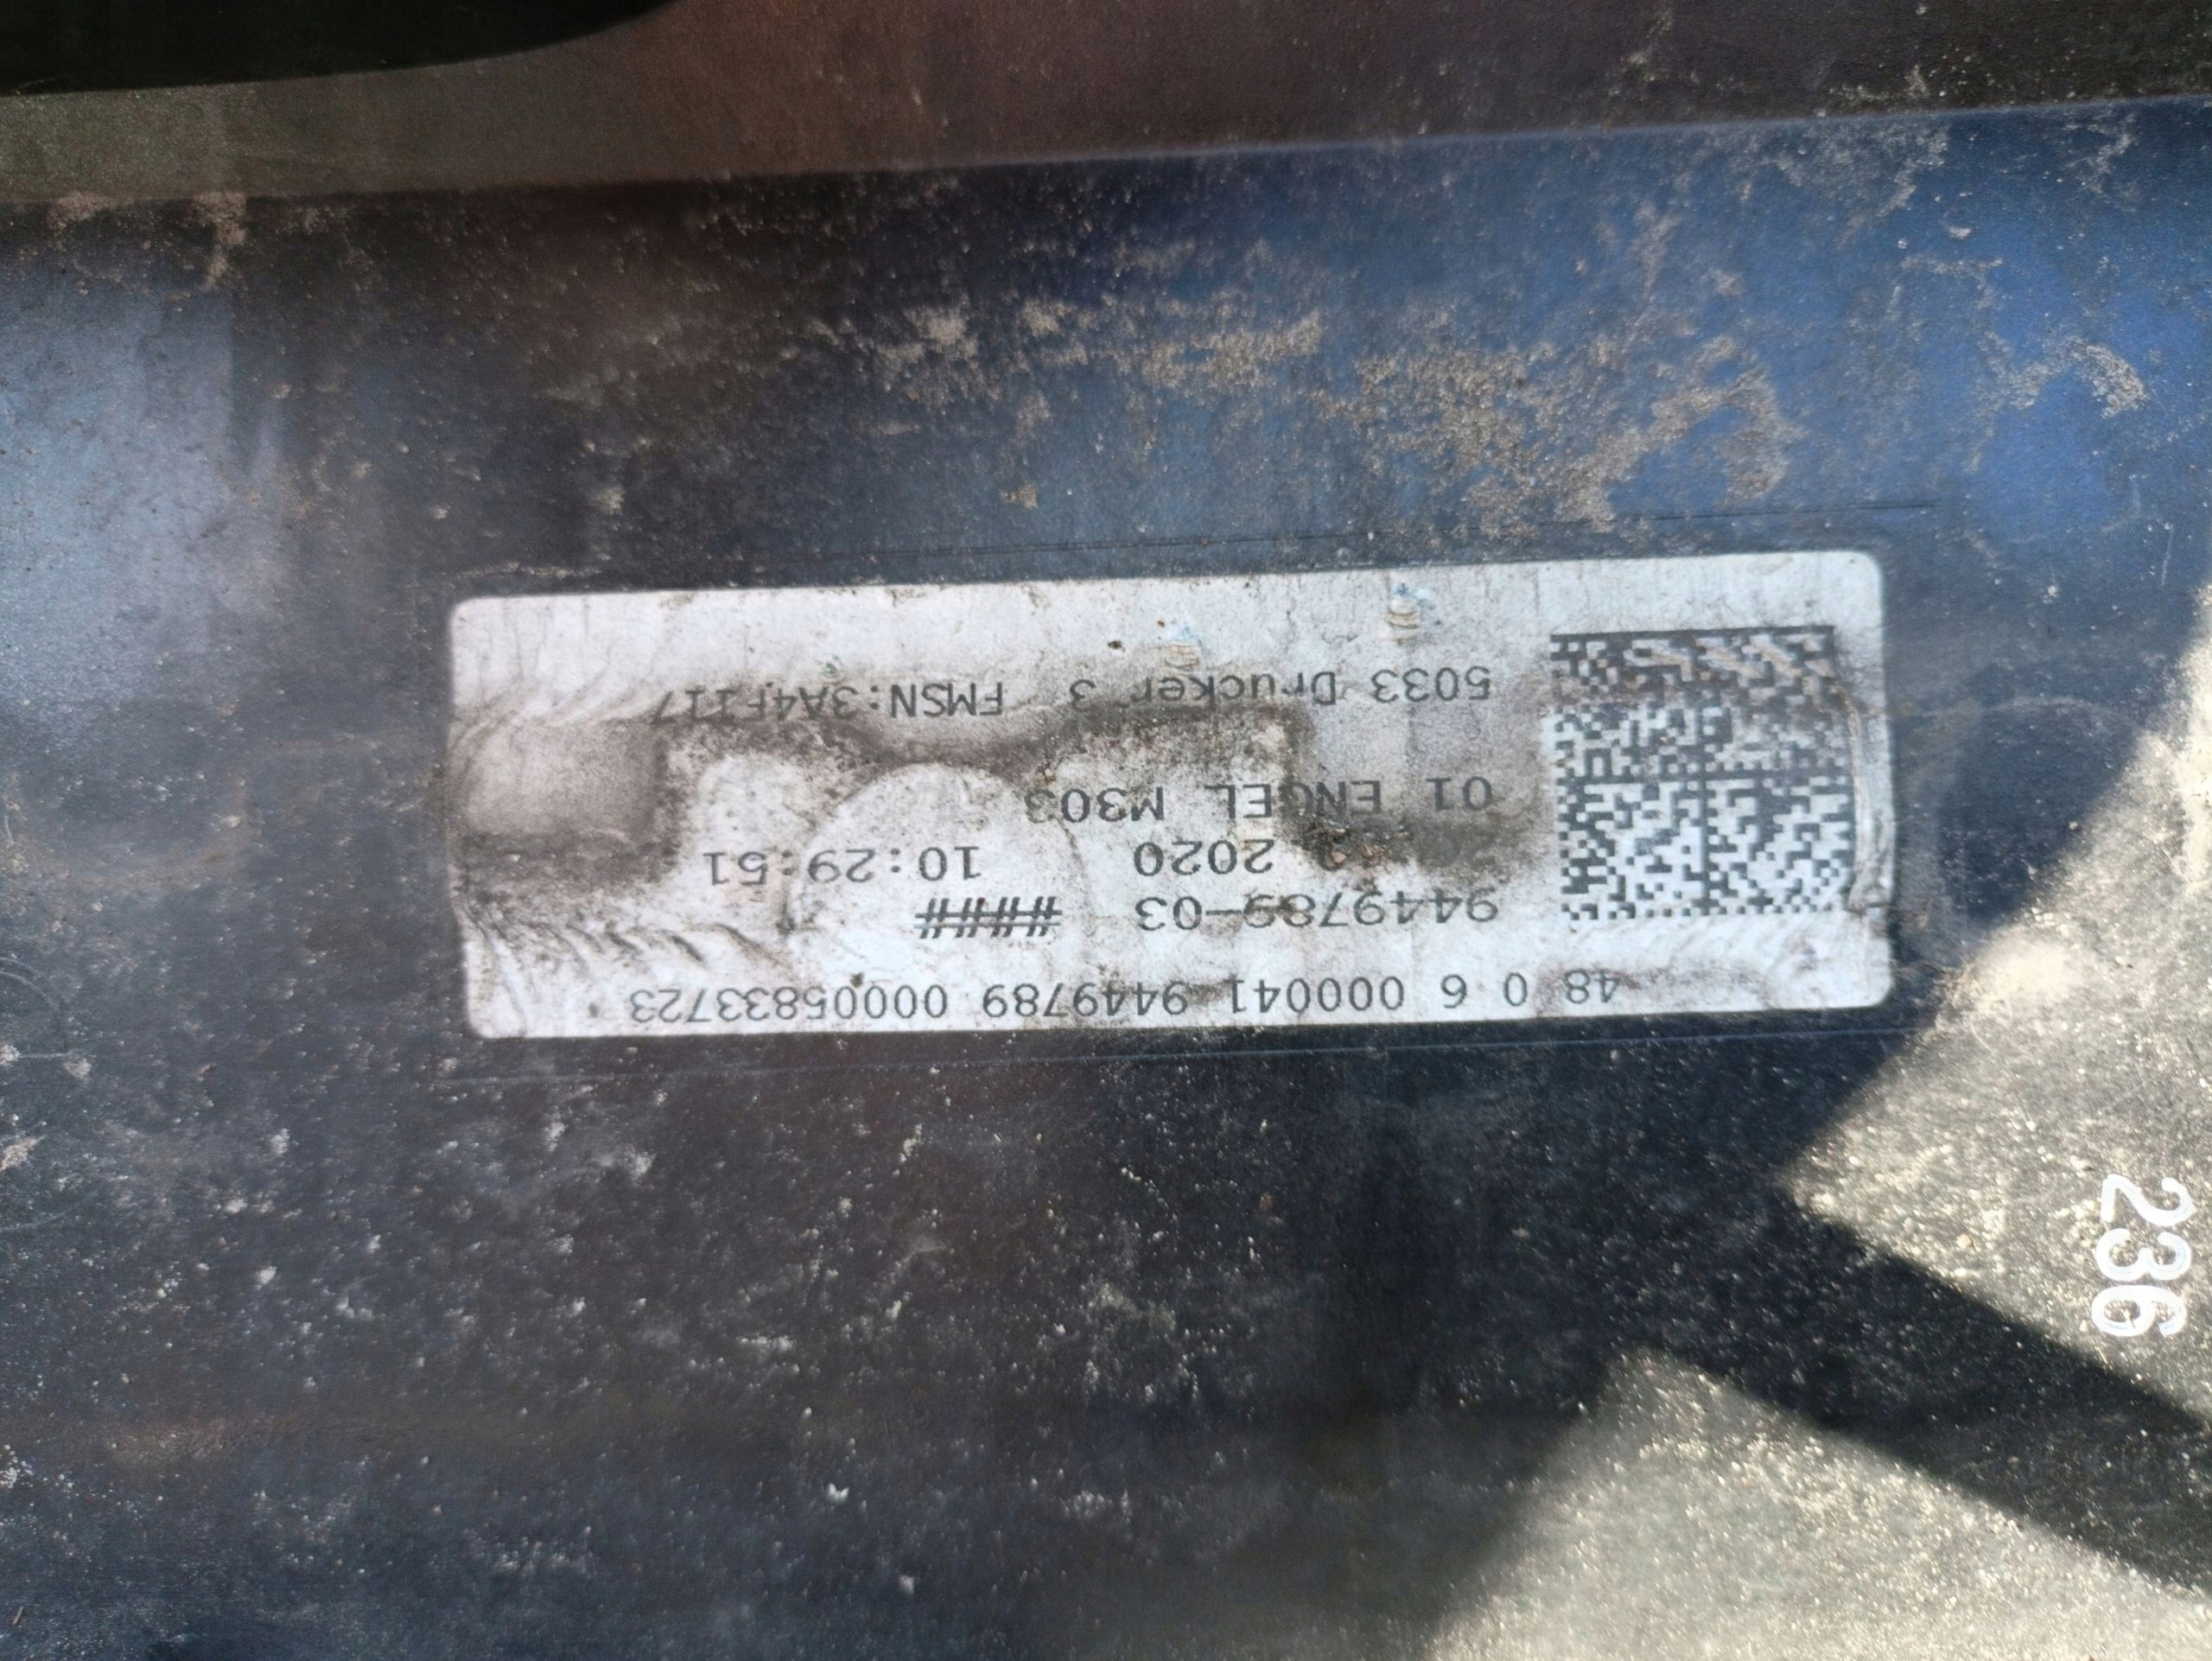 48 0 6 000041 9449789 00005833723
9449789-03 ####
2020 10:29:51
01 ENGEL M303
5033 Drucker 3 FMSN:3A4F117
236